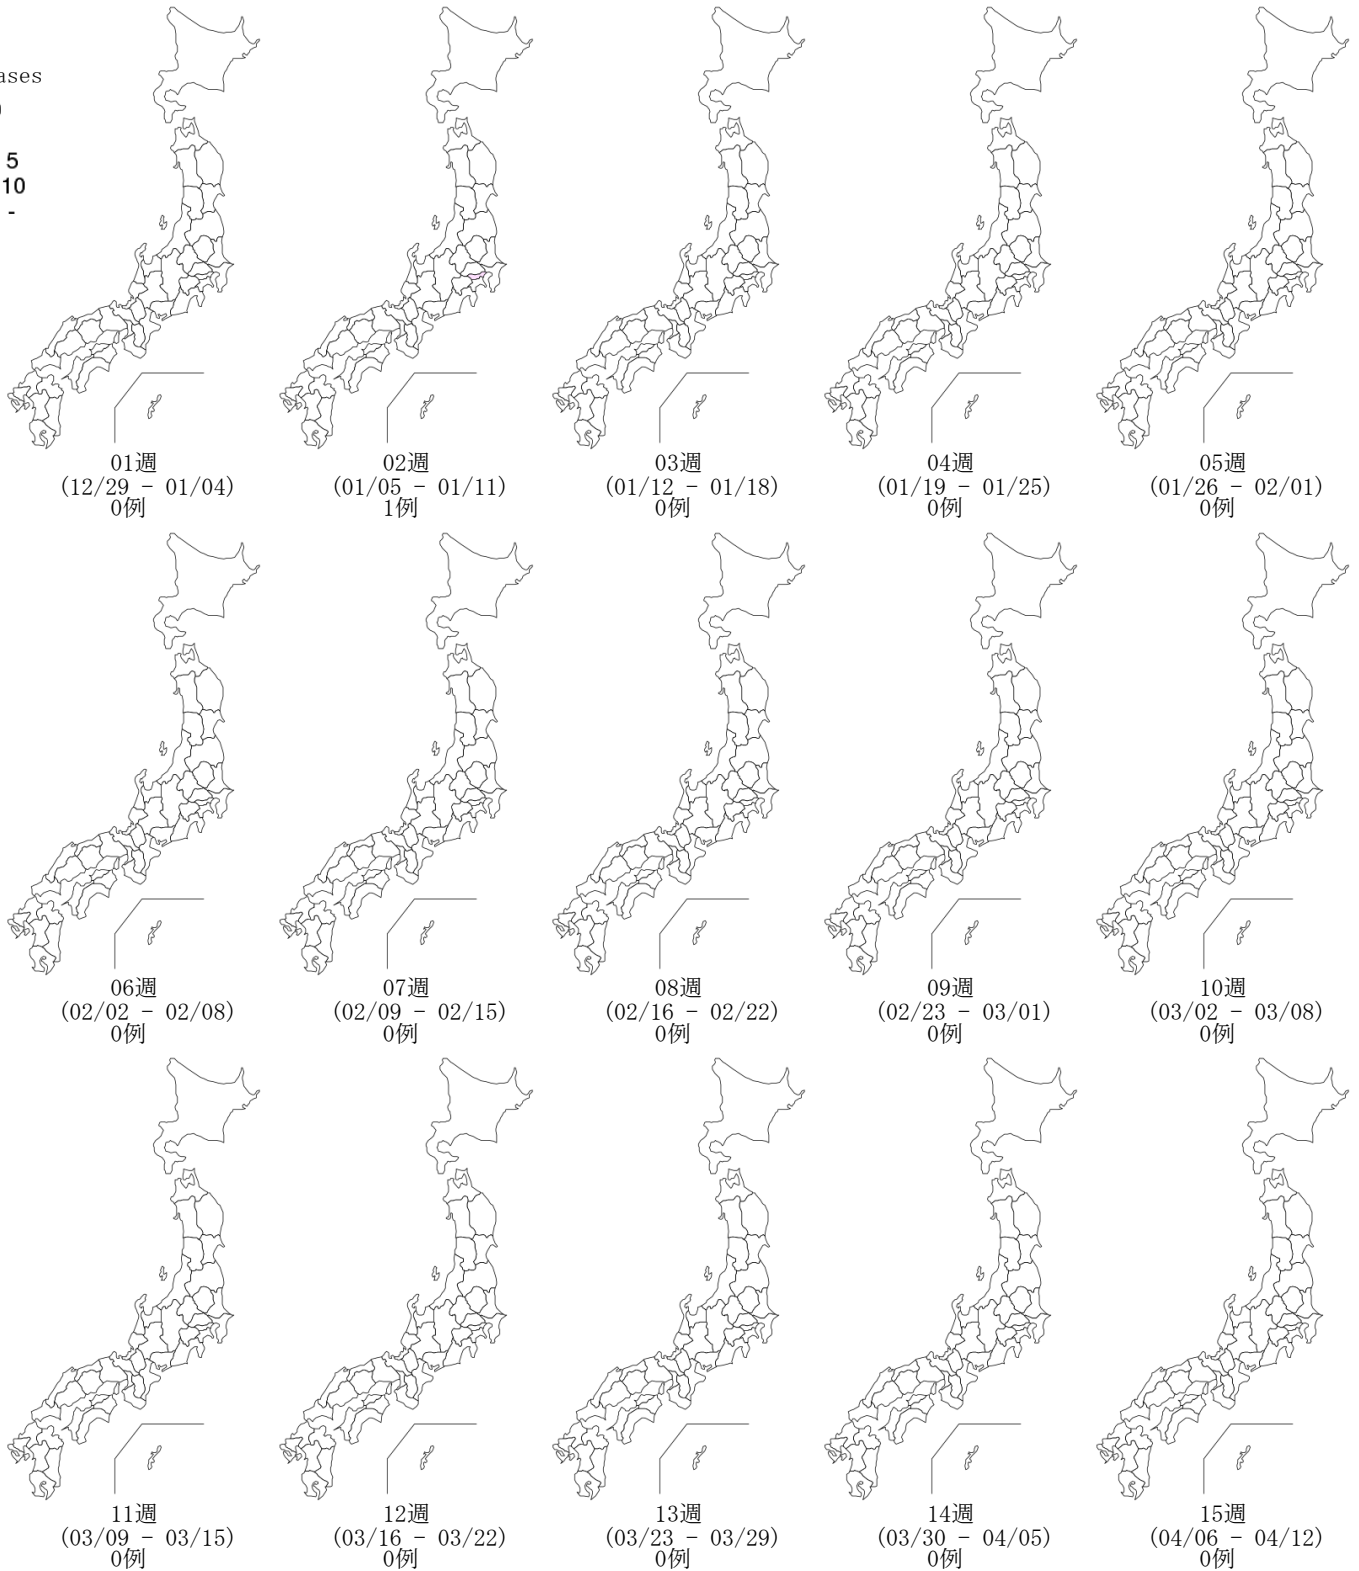 ases
5
10
-
01週
(12/29 - 01/04)
0例
02週
(01/05 - 01/11)
1例
03週
(01/12 - 01/18)
0例
04週
(01/19 - 01/25)
0例
05週
(01/26 - 02/01)
0例
06週
(02/02 - 02/08)
0例
07週
(02/09 - 02/15)
0例
08週
(02/16 - 02/22)
0例
09週
(02/23 - 03/01)
0例
10週
(03/02 - 03/08)
0例
11週
(03/09 - 03/15)
0例
12週
(03/16 - 03/22)
0例
13週
(03/23 - 03/29)
0例
14週
(03/30 - 04/05)
0例
15週
(04/06 - 04/12)
0例